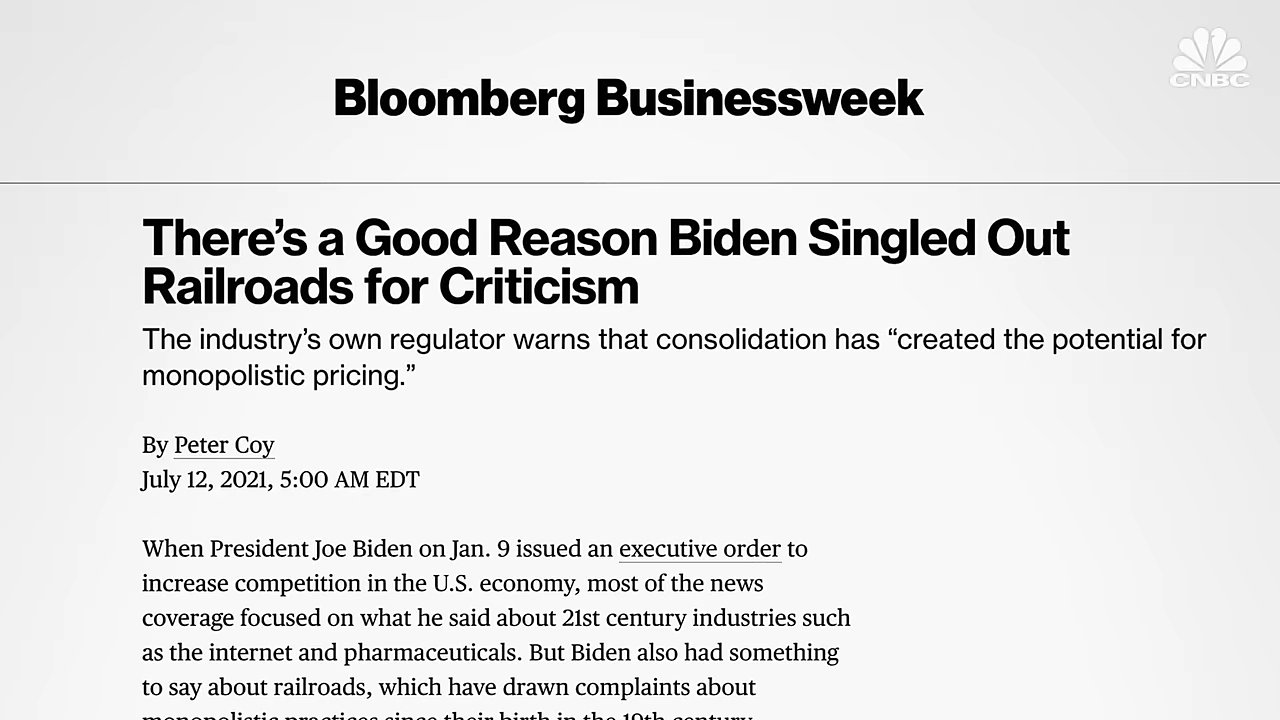 CNBC
Bloomberg Businessweek
There’s a Good Reason Biden Singled Out
Railroads for Criticism
The industry’s own regulator warns that consolidation has “created the potential for
monopolistic pricing.”
By Peter Coy
July 12, 2021, 5:00 AM EDT
When President Joe Biden on Jan. 9 issued an executive order to
increase competition in the U.S. economy, most of the news
coverage focused on what he said about 21st century industries such
as the internet and pharmaceuticals. But Biden also had something
to say about railroads, which have drawn complaints about
monopolistic practices since their birth in the 19th century.